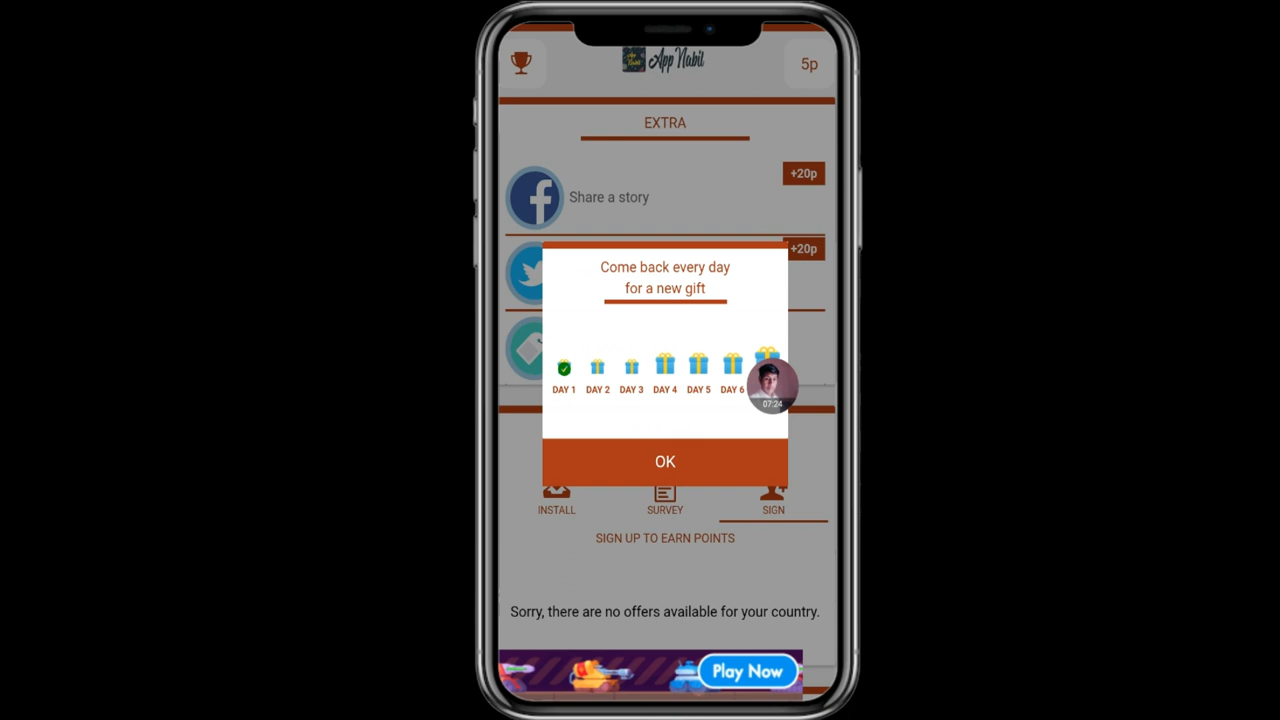 App Nabil
5p
EXTRA
+20p
Share a story
+20p
Come back every day
for a new gift
DAY 1 DAY 2 DAY 3 DAY 4 DAY 5 DAY 6
07:24
OK
INSTALL SURVEY SIGN
SIGN UP TO EARN POINTS
Sorry, there are no offers available for your country.
Play Now